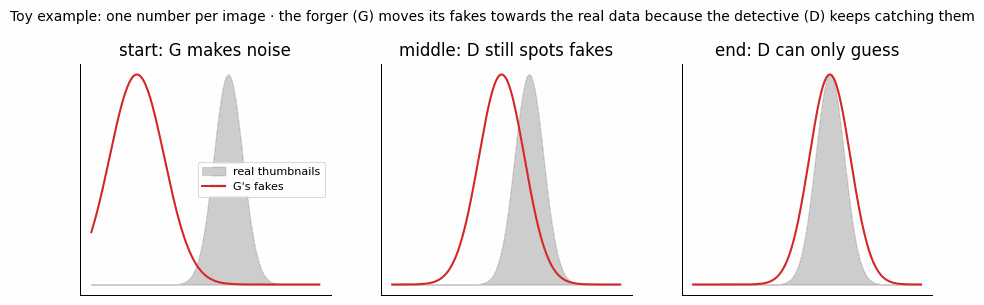 Toy example: one number per image · the forger (G) moves its fakes towards the real data because the detective (D) keeps catching them
start: G makes noise
middle: D still spots fakes
end: D can only guess
real thumbnails
G's fakes